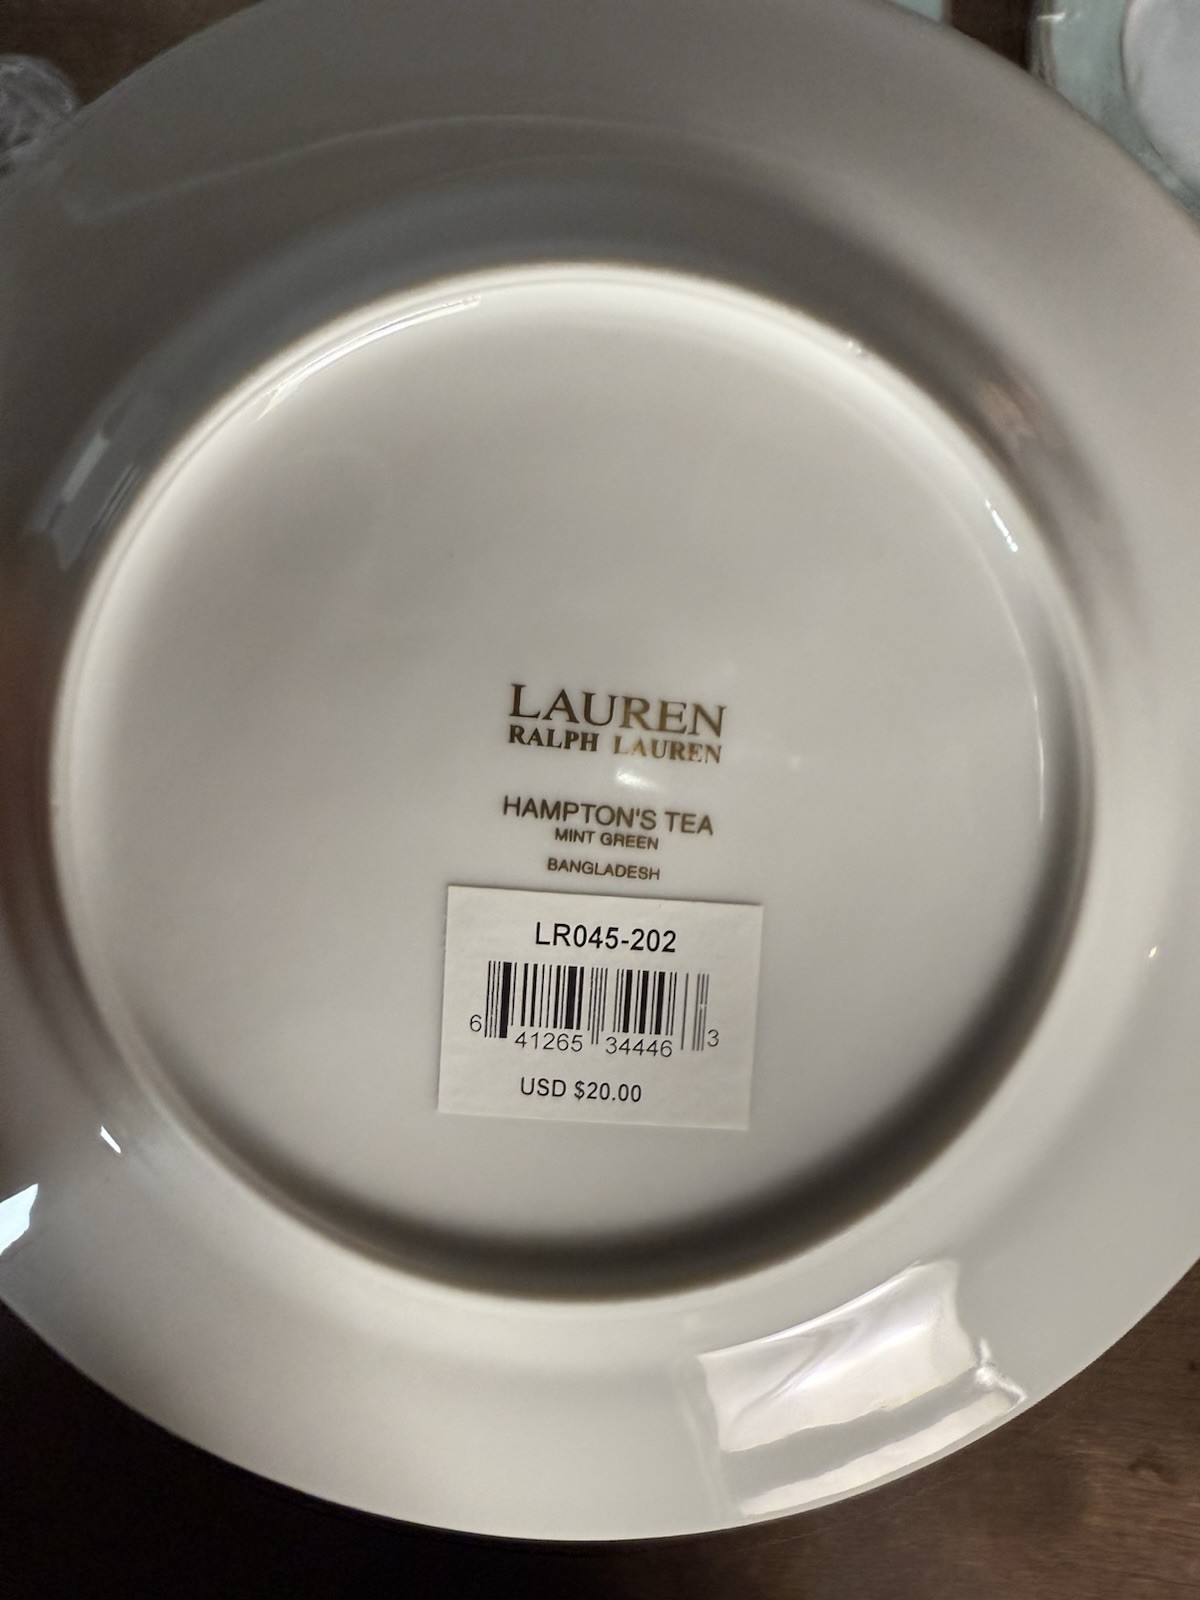 LAUREN
RALPH LAUREN
HAMPTON'S TEA
MINT GREEN
BANGLADESH
LR045-202
6 41265 34446 3
USD $20.00